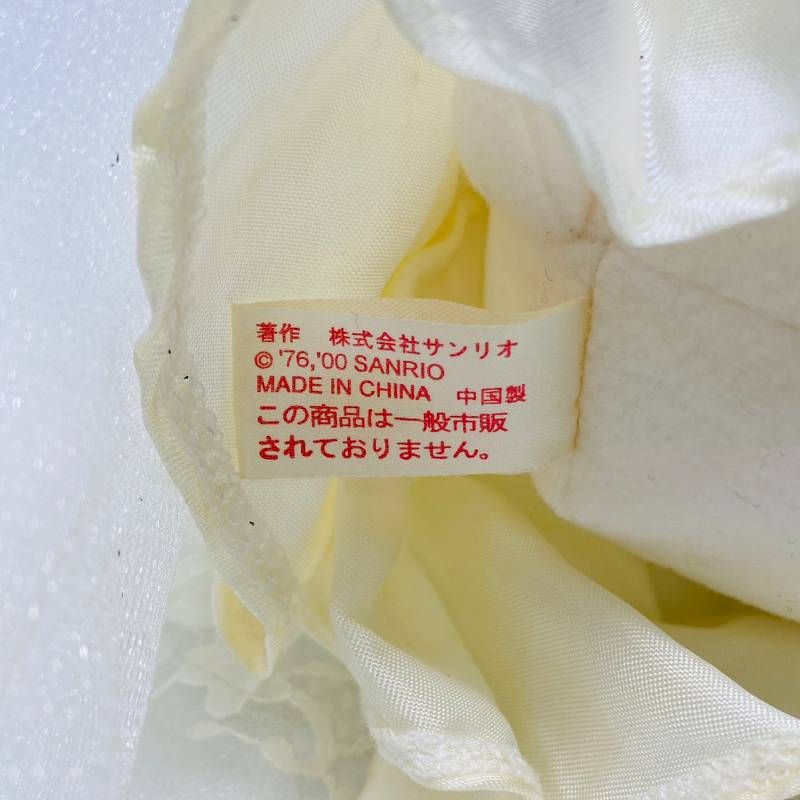 著作 株式会社サンリオ
© '76,'00 SANRIO
MADE IN CHINA 中国製
この商品は一般市販
されておりません。